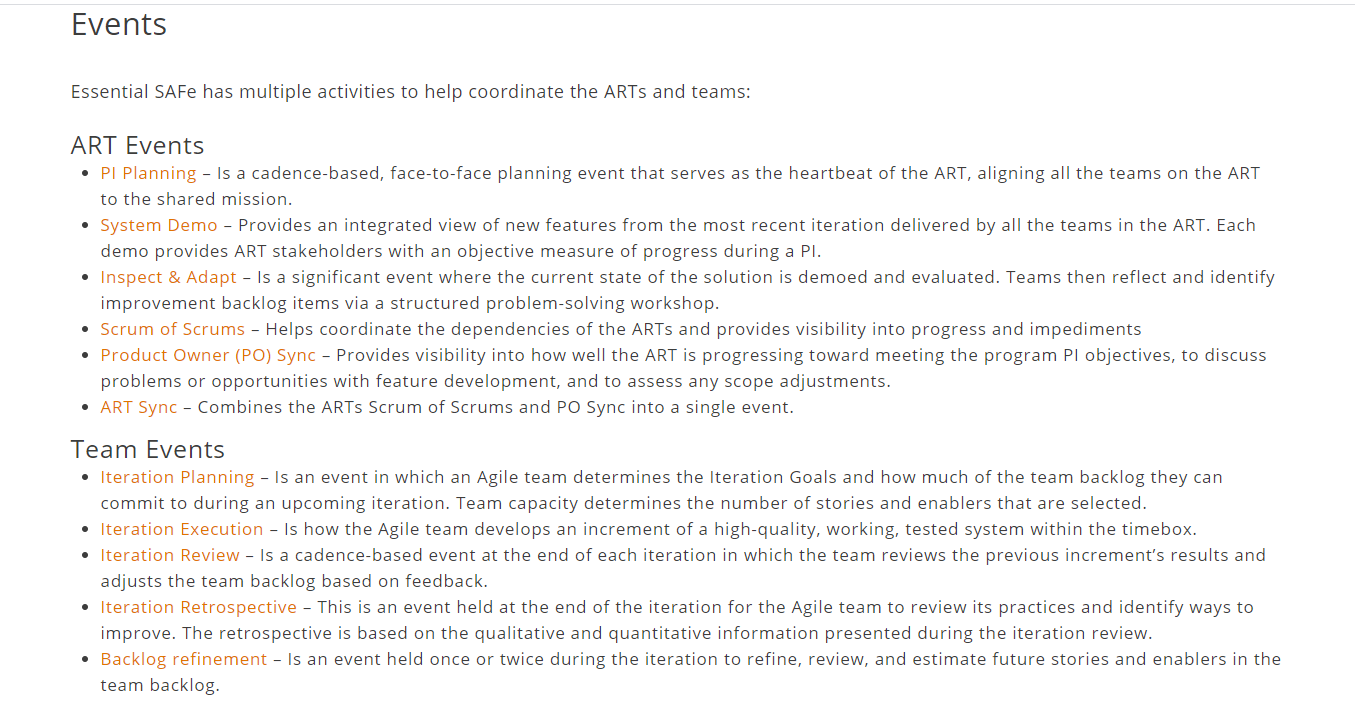 Events
Essential SAFe has multiple activities to help coordinate the ARTs and teams:
ART Events
• PI Planning – Is a cadence-based, face-to-face planning event that serves as the heartbeat of the ART, aligning all the teams on the ART
to the shared mission.
• System Demo – Provides an integrated view of new features from the most recent iteration delivered by all the teams in the ART. Each
demo provides ART stakeholders with an objective measure of progress during a PI.
• Inspect & Adapt – Is a significant event where the current state of the solution is demoed and evaluated. Teams then reflect and identify
improvement backlog items via a structured problem-solving workshop.
• Scrum of Scrums – Helps coordinate the dependencies of the ARTs and provides visibility into progress and impediments
• Product Owner (PO) Sync – Provides visibility into how well the ART is progressing toward meeting the program PI objectives, to discuss
problems or opportunities with feature development, and to assess any scope adjustments.
• ART Sync – Combines the ARTs Scrum of Scrums and PO Sync into a single event.
Team Events
• Iteration Planning – Is an event in which an Agile team determines the Iteration Goals and how much of the team backlog they can
commit to during an upcoming iteration. Team capacity determines the number of stories and enablers that are selected.
• Iteration Execution – Is how the Agile team develops an increment of a high-quality, working, tested system within the timebox.
• Iteration Review – Is a cadence-based event at the end of each iteration in which the team reviews the previous increment’s results and
adjusts the team backlog based on feedback.
• Iteration Retrospective – This is an event held at the end of the iteration for the Agile team to review its practices and identify ways to
improve. The retrospective is based on the qualitative and quantitative information presented during the iteration review.
• Backlog refinement – Is an event held once or twice during the iteration to refine, review, and estimate future stories and enablers in the
team backlog.